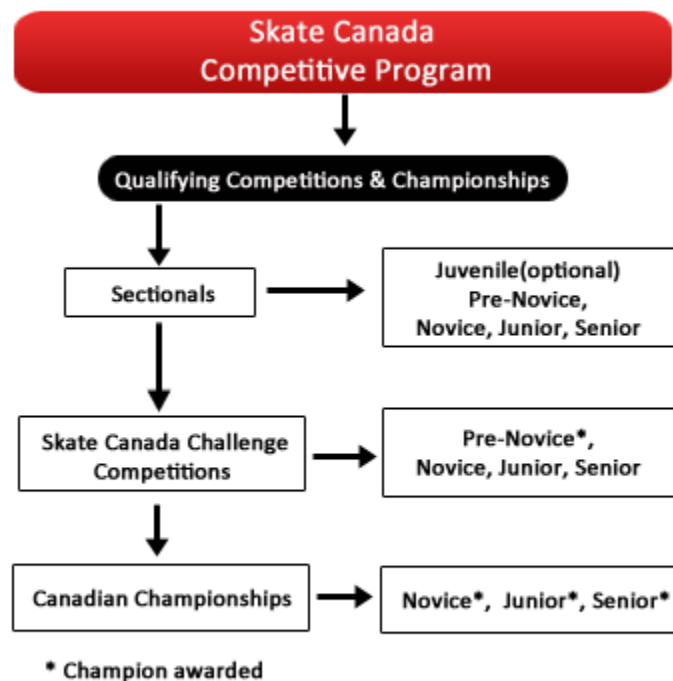 Skate Canada
Competitive Program
Qualifying Competitions & Championships
Sectionals
Juvenile(optional)
Pre-Novice,
Novice, Junior, Senior
Skate Canada Challenge
Competitions
Pre-Novice*,
Novice, Junior, Senior
Canadian Championships
Novice*, Junior*, Senior*
* Champion awarded